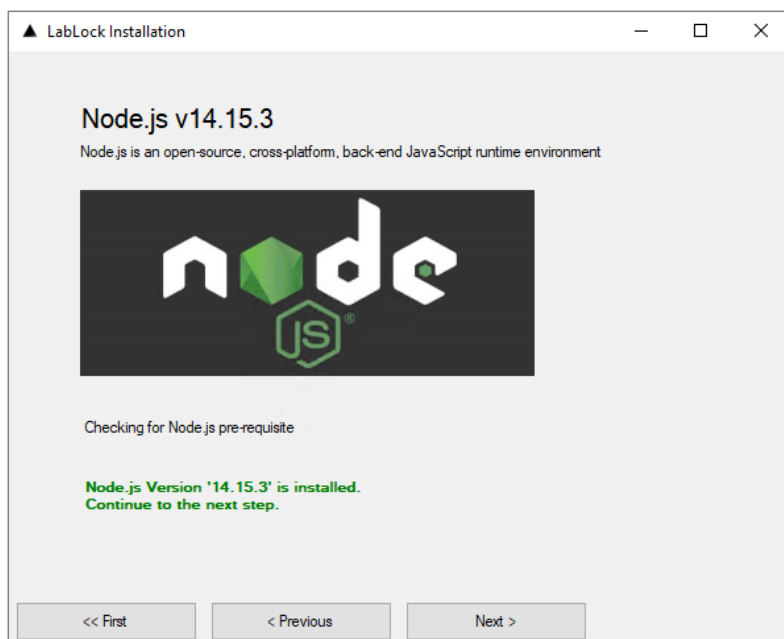 LabLock Installation
Node.js v14.15.3
Node.js is an open-source, cross-platform, back-end JavaScript runtime environment
node
JS®
Checking for Node.js pre-requisite
Node.js Version '14.15.3' is installed.
Continue to the next step.
<< First
< Previous
Next >